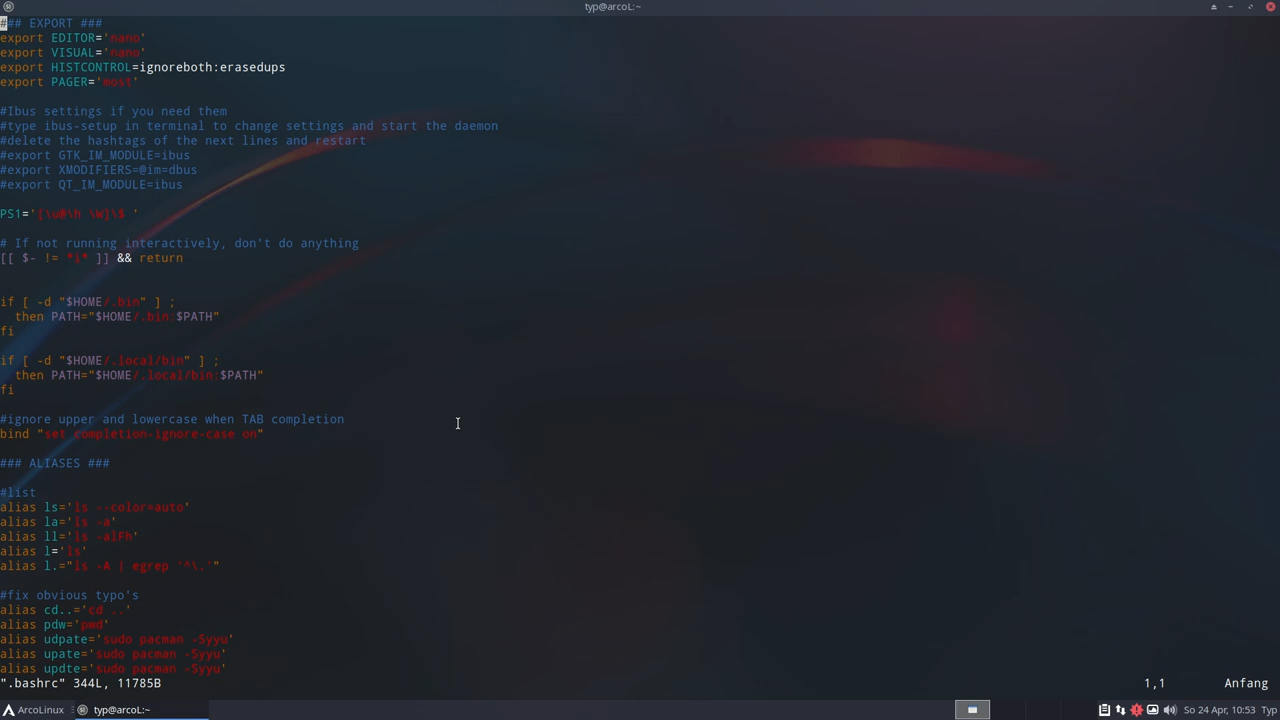 typ@arcoL:~
### EXPORT ###
export EDITOR='nano'
export VISUAL='nano'
export HISTCONTROL=ignoreboth:erasedups
export PAGER='most'
#Ibus settings if you need them
#type ibus-setup in terminal to change settings and start the daemon
#delete the hashtags of the next lines and restart
#export GTK_IM_MODULE=ibus
#export XMODIFIERS=@im=dbus
#export QT_IM_MODULE=ibus
PS1='[\u@\h \W]\$ '
# If not running interactively, don't do anything
[[ $- != *i* ]] && return
if [ -d "$HOME/.bin" ] ;
  then PATH="$HOME/.bin:$PATH"
fi
if [ -d "$HOME/.local/bin" ] ;
  then PATH="$HOME/.local/bin:$PATH"
fi
#ignore upper and lowercase when TAB completion
bind "set completion-ignore-case on"
### ALIASES ###
#list
alias ls='ls --color=auto'
alias la='ls -a'
alias ll='ls -alFh'
alias l='ls'
alias l.="ls -A | egrep '^\.'"
#fix obvious typo's
alias cd..='cd ..'
alias pdw='pwd'
alias udpate='sudo pacman -Syyu'
alias upate='sudo pacman -Syyu'
alias updte='sudo pacman -Syyu'
".bashrc" 344L, 11785B 1,1 Anfang
ArcoLinux typ@arcoL:~ So 24 Apr, 10:53 Typ